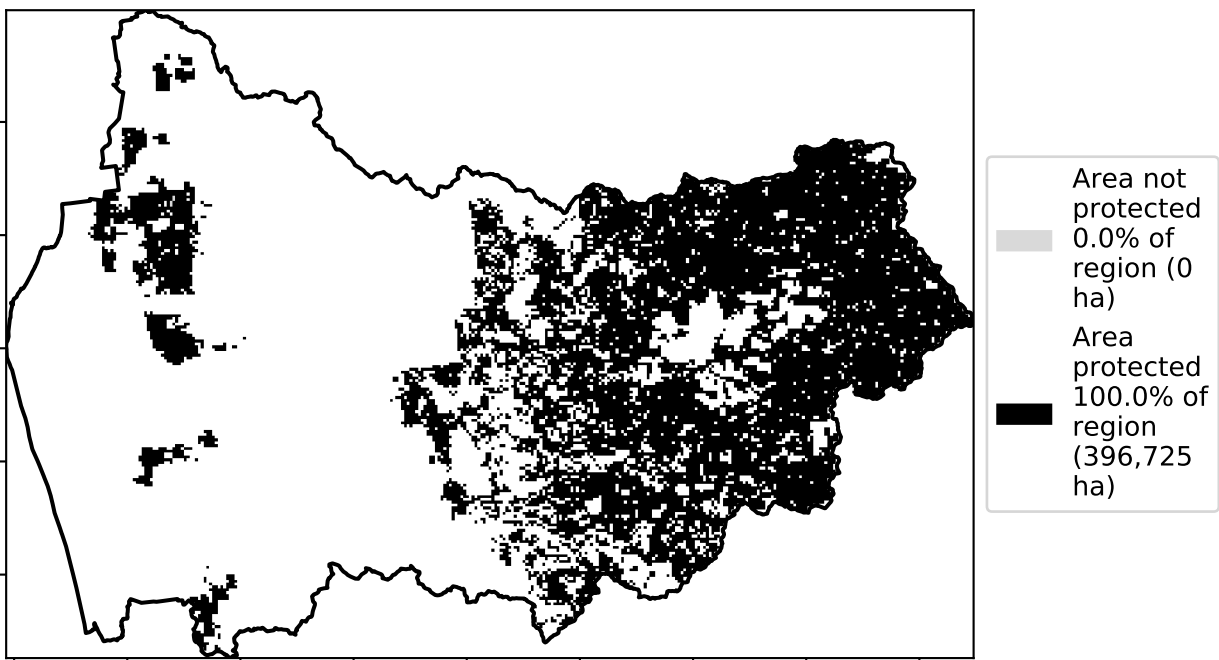 Area not
protected
0.0% of
region (0
ha)
Area
protected
100.0% of
region
(396,725
ha)